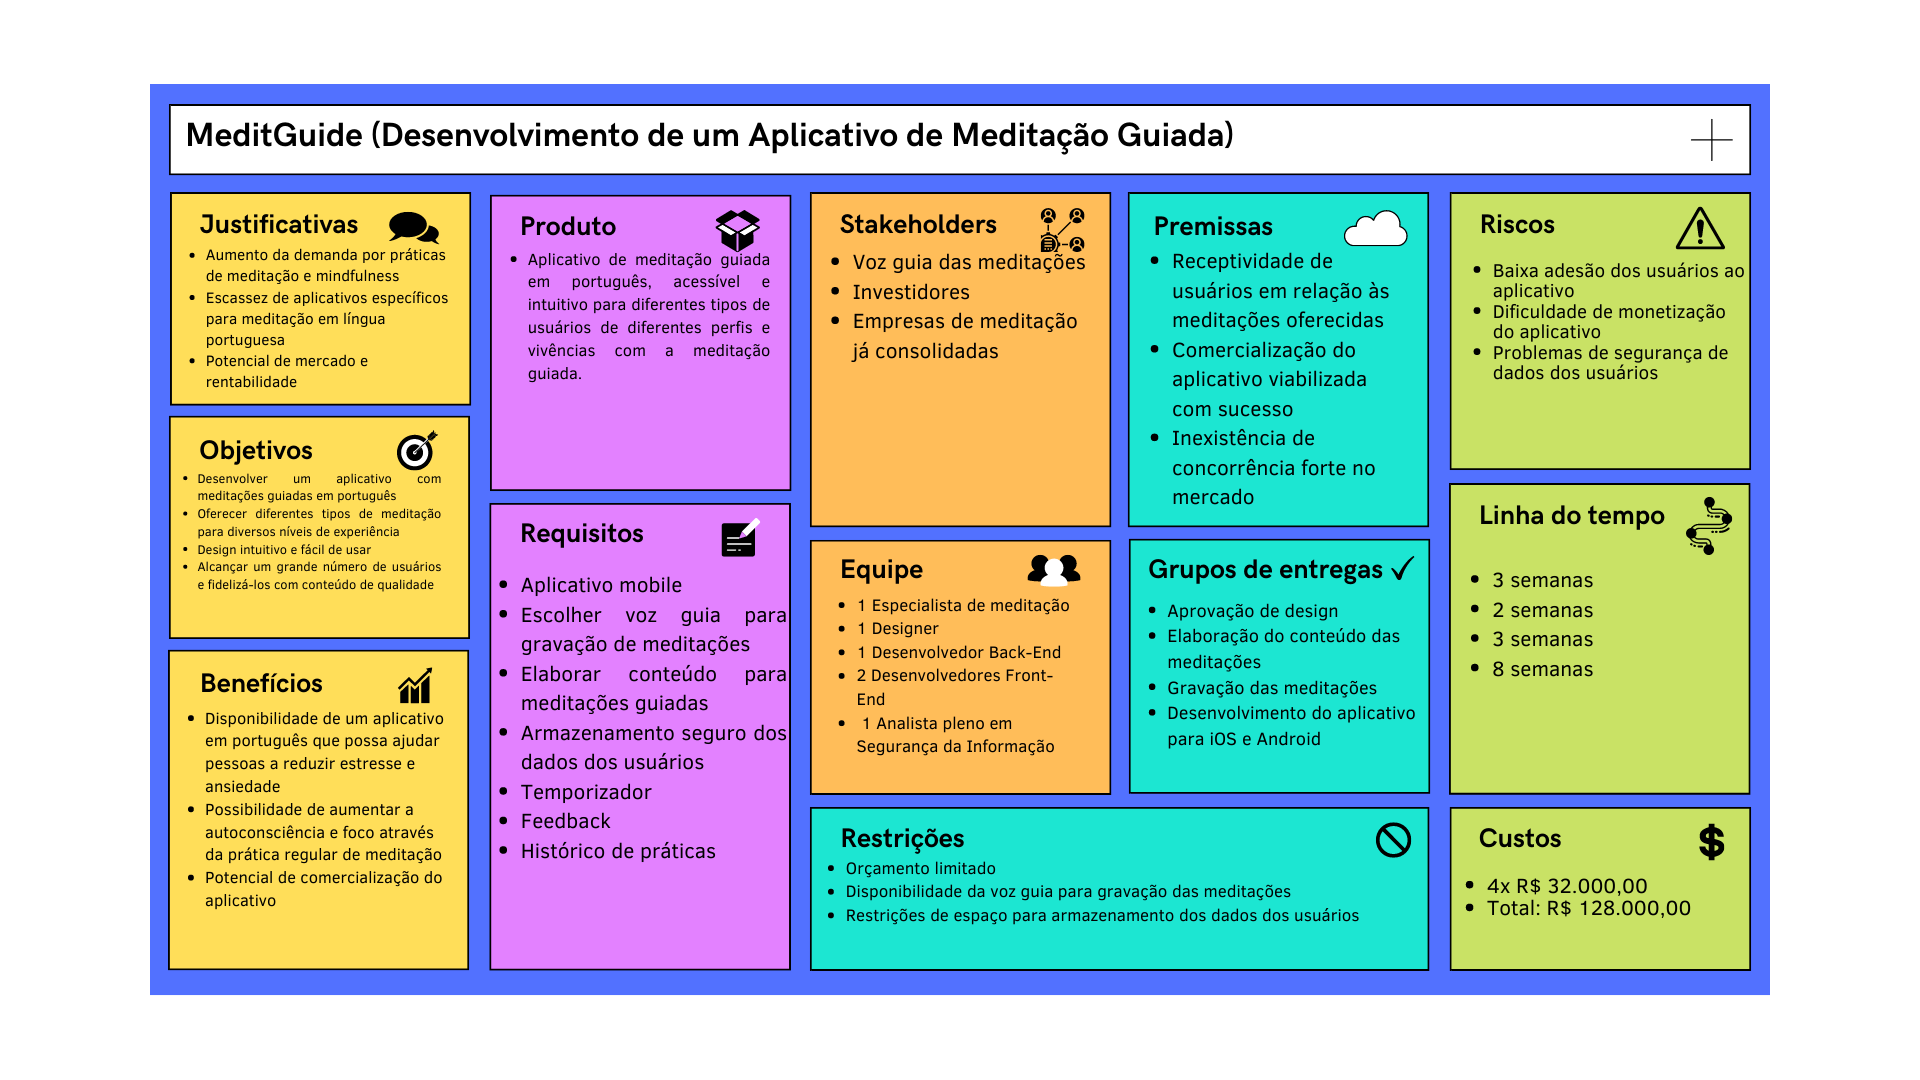 MeditGuide (Desenvolvimento de um Aplicativo de Meditação Guiada)
Justificativas
• Aumento da demanda por práticas
de meditação e mindfulness
• Escassez de aplicativos específicos
para meditação em língua
portuguesa
• Potencial de mercado e
rentabilidade
Objetivos
• Desenvolver um aplicativo com
meditações guiadas em português
• Oferecer diferentes tipos de meditação
para diversos níveis de experiência
• Design intuitivo e fácil de usar
• Alcançar um grande número de usuários
e fidelizá-los com conteúdo de qualidade
Benefícios
• Disponibilidade de um aplicativo
em português que possa ajudar
pessoas a reduzir estresse e
ansiedade
• Possibilidade de aumentar a
autoconsciência e foco através
da prática regular de meditação
• Potencial de comercialização do
aplicativo
Produto
• Aplicativo de meditação guiada
em português, acessível e
intuitivo para diferentes tipos de
usuários de diferentes perfis e
vivências com a meditação
guiada.
Requisitos
• Aplicativo mobile
• Escolher voz guia para
gravação de meditações
• Elaborar conteúdo para
meditações guiadas
• Armazenamento seguro dos
dados dos usuários
• Temporizador
• Feedback
• Histórico de práticas
Stakeholders
• Voz guia das meditações
• Investidores
• Empresas de meditação
já consolidadas
Equipe
• 1 Especialista de meditação
• 1 Designer
• 1 Desenvolvedor Back-End
• 2 Desenvolvedores Front-
End
• 1 Analista pleno em
Segurança da Informação
Premissas
• Receptividade de
usuários em relação às
meditações oferecidas
• Comercialização do
aplicativo viabilizada
com sucesso
• Inexistência de
concorrência forte no
mercado
Grupos de entregas
• Aprovação de design
• Elaboração do conteúdo das
meditações
• Gravação das meditações
• Desenvolvimento do aplicativo
para iOS e Android
Restrições
• Orçamento limitado
• Disponibilidade da voz guia para gravação das meditações
• Restrições de espaço para armazenamento dos dados dos usuários
Riscos
• Baixa adesão dos usuários ao
aplicativo
• Dificuldade de monetização
do aplicativo
• Problemas de segurança de
dados dos usuários
Linha do tempo
• 3 semanas
• 2 semanas
• 3 semanas
• 8 semanas
Custos
$
• 4x R$ 32.000,00
• Total: R$ 128.000,00